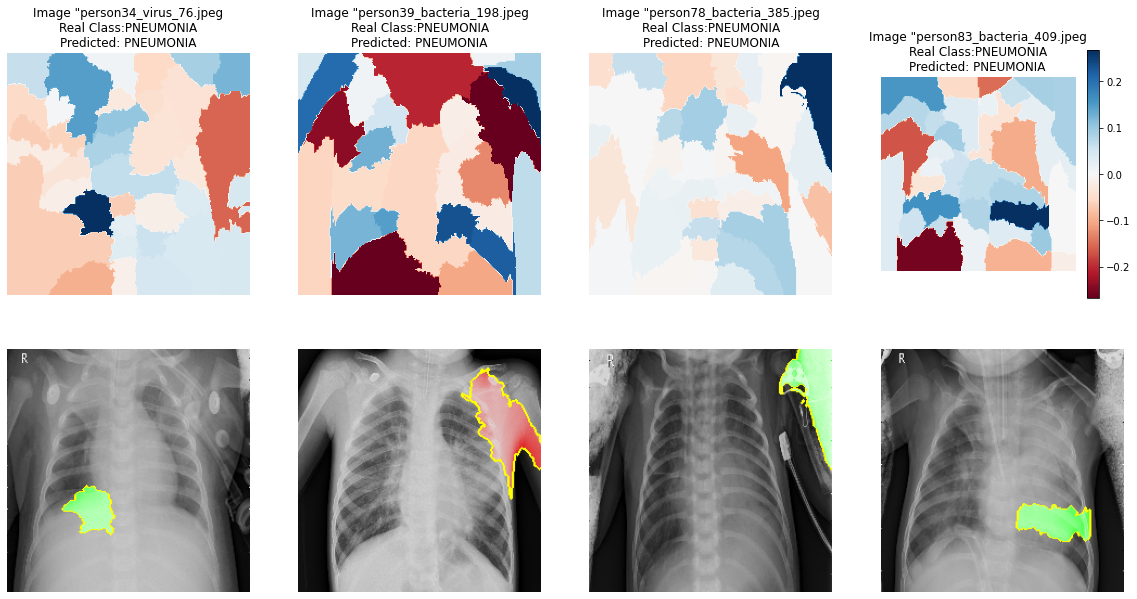 Image "person34_virus_76.jpeg
Real Class:PNEUMONIA
Predicted: PNEUMONIA
Image "person39_bacteria_198.jpeg
Real Class:PNEUMONIA
Predicted: PNEUMONIA
Image "person78_bacteria_385.jpeg
Real Class:PNEUMONIA
Predicted: PNEUMONIA
Image "person83_bacteria_409.jpeg
Real Class:PNEUMONIA
Predicted: PNEUMONIA
0.2
0.1
0.0
−0.1
−0.2
R
R
R